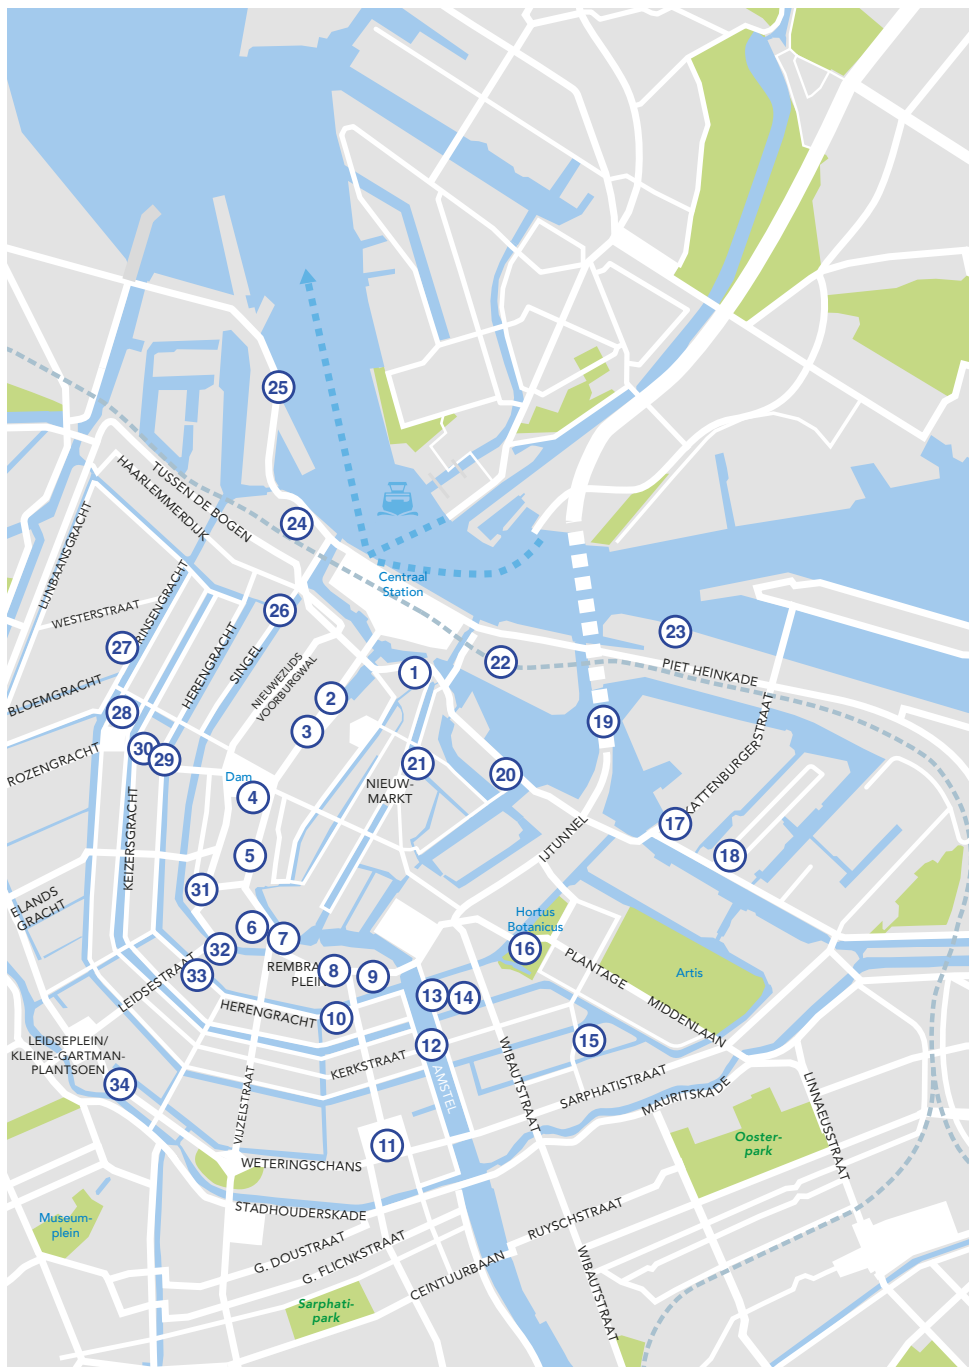 25
TUSSEN DE BOGEN
HAARLEMMERDIJK
24
LIJNBAANSGRACHT
Centraal
Station
WESTERSTRAAT
RINSENGRACHT
26
27
HERENGRACHT
SINGEL
23
22
1
PIET HEINKADE
NIEUWEZIJDS
VOORBURGWAL
BLOEMGRACHT
2
28
3
19
KATTENBURGERSTRAAT
30
29
ROZENGRACHT
21
20
Dam
4
NIEUW-
MARKT
KEIZERSGRACHT
17
IJTUNNEL
5
18
31
ELANDS
GRACHT
Hortus
Botanicus
6
7
32
16
33
LEIDSESTRAAT
REMBRA
PLEIN
8
9
PLANTAGE
MIDDENLAAN
Artis
13
14
HERENGRACHT
10
LEIDSEPLEIN/
KLEINE-GARTMAN-
PLANTSOEN
34
12
15
KERKSTRAAT
AMSTEL
WIBAUTSTRAAT
SARPHATISTRAAT
MAURITSKADE
LINNAEUSSTRAAT
VIJZELSTRAAT
11
Ooster-
park
WETERINGSCHANS
STADHOUDERSKADE
Museum-
plein
G. DOUSTRAAT
G. FLICNKSTRAAT
CEINTUURBAAN
RUYSCHSTRAAT
WIBAUTSTRAAT
Sarphati-
park